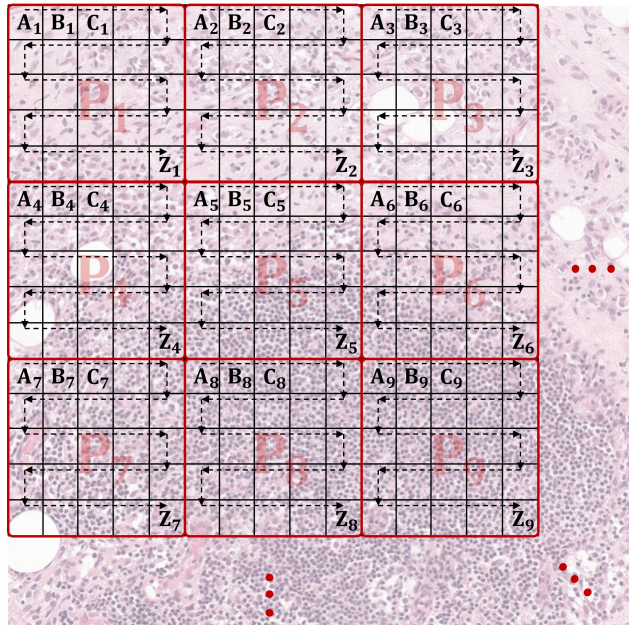 A₁ B₁ C₁ A₂ B₂ C₂ A₃ B₃ C₃
P₁ P₂ P₃
Z₁ Z₂ Z₃
A₄ B₄ C₄ A₅ B₅ C₅ A₆ B₆ C₆
P₄ P₅ P₆
Z₄ Z₅ Z₆
A₇ B₇ C₇ A₈ B₈ C₈ A₉ B₉ C₉
P₇ P₈ P₉
Z₇ Z₈ Z₉